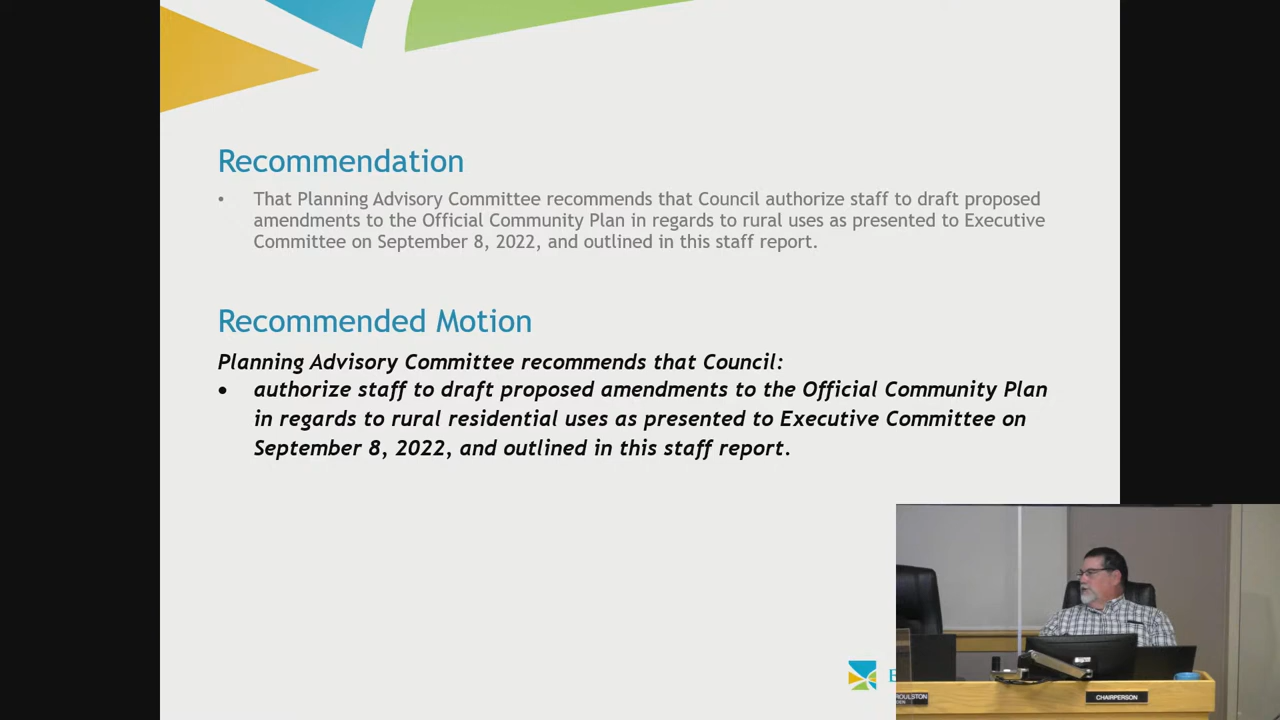 Recommendation
• That Planning Advisory Committee recommends that Council authorize staff to draft proposed
amendments to the Official Community Plan in regards to rural uses as presented to Executive
Committee on September 8, 2022, and outlined in this staff report.
Recommended Motion
Planning Advisory Committee recommends that Council:
• authorize staff to draft proposed amendments to the Official Community Plan
in regards to rural residential uses as presented to Executive Committee on
September 8, 2022, and outlined in this staff report.
E
ROULSTON
DEN
CHAIRPERSON